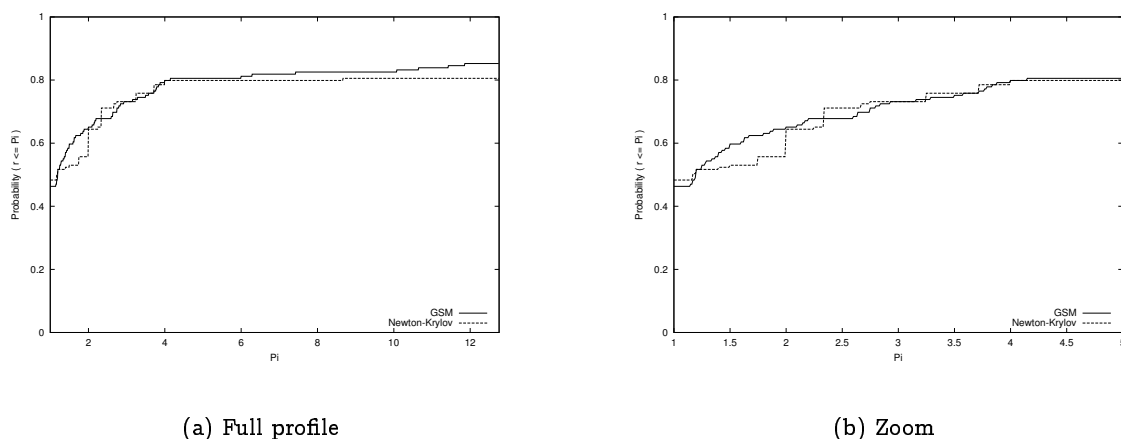 1
0.8
0.6
0.4
0.2
0
Probability ( r <= Pi )
2
4
6
8
10
12
Pi
GSM
Newton-Krylov
(a) Full profile
1
0.8
0.6
0.4
0.2
0
Probability ( r <= Pi )
1
1.5
2
2.5
3
3.5
4
4.5
5
Pi
GSM
Newton-Krylov
(b) Zoom